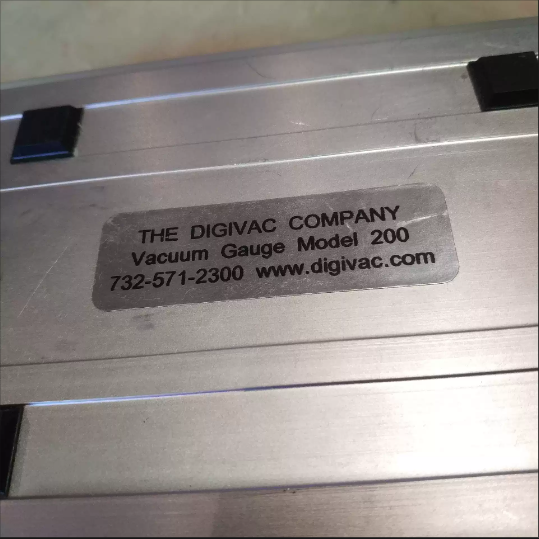 THE DIGIVAC COMPANY
Vacuum Gauge Model 200
732-571-2300 www.digivac.com